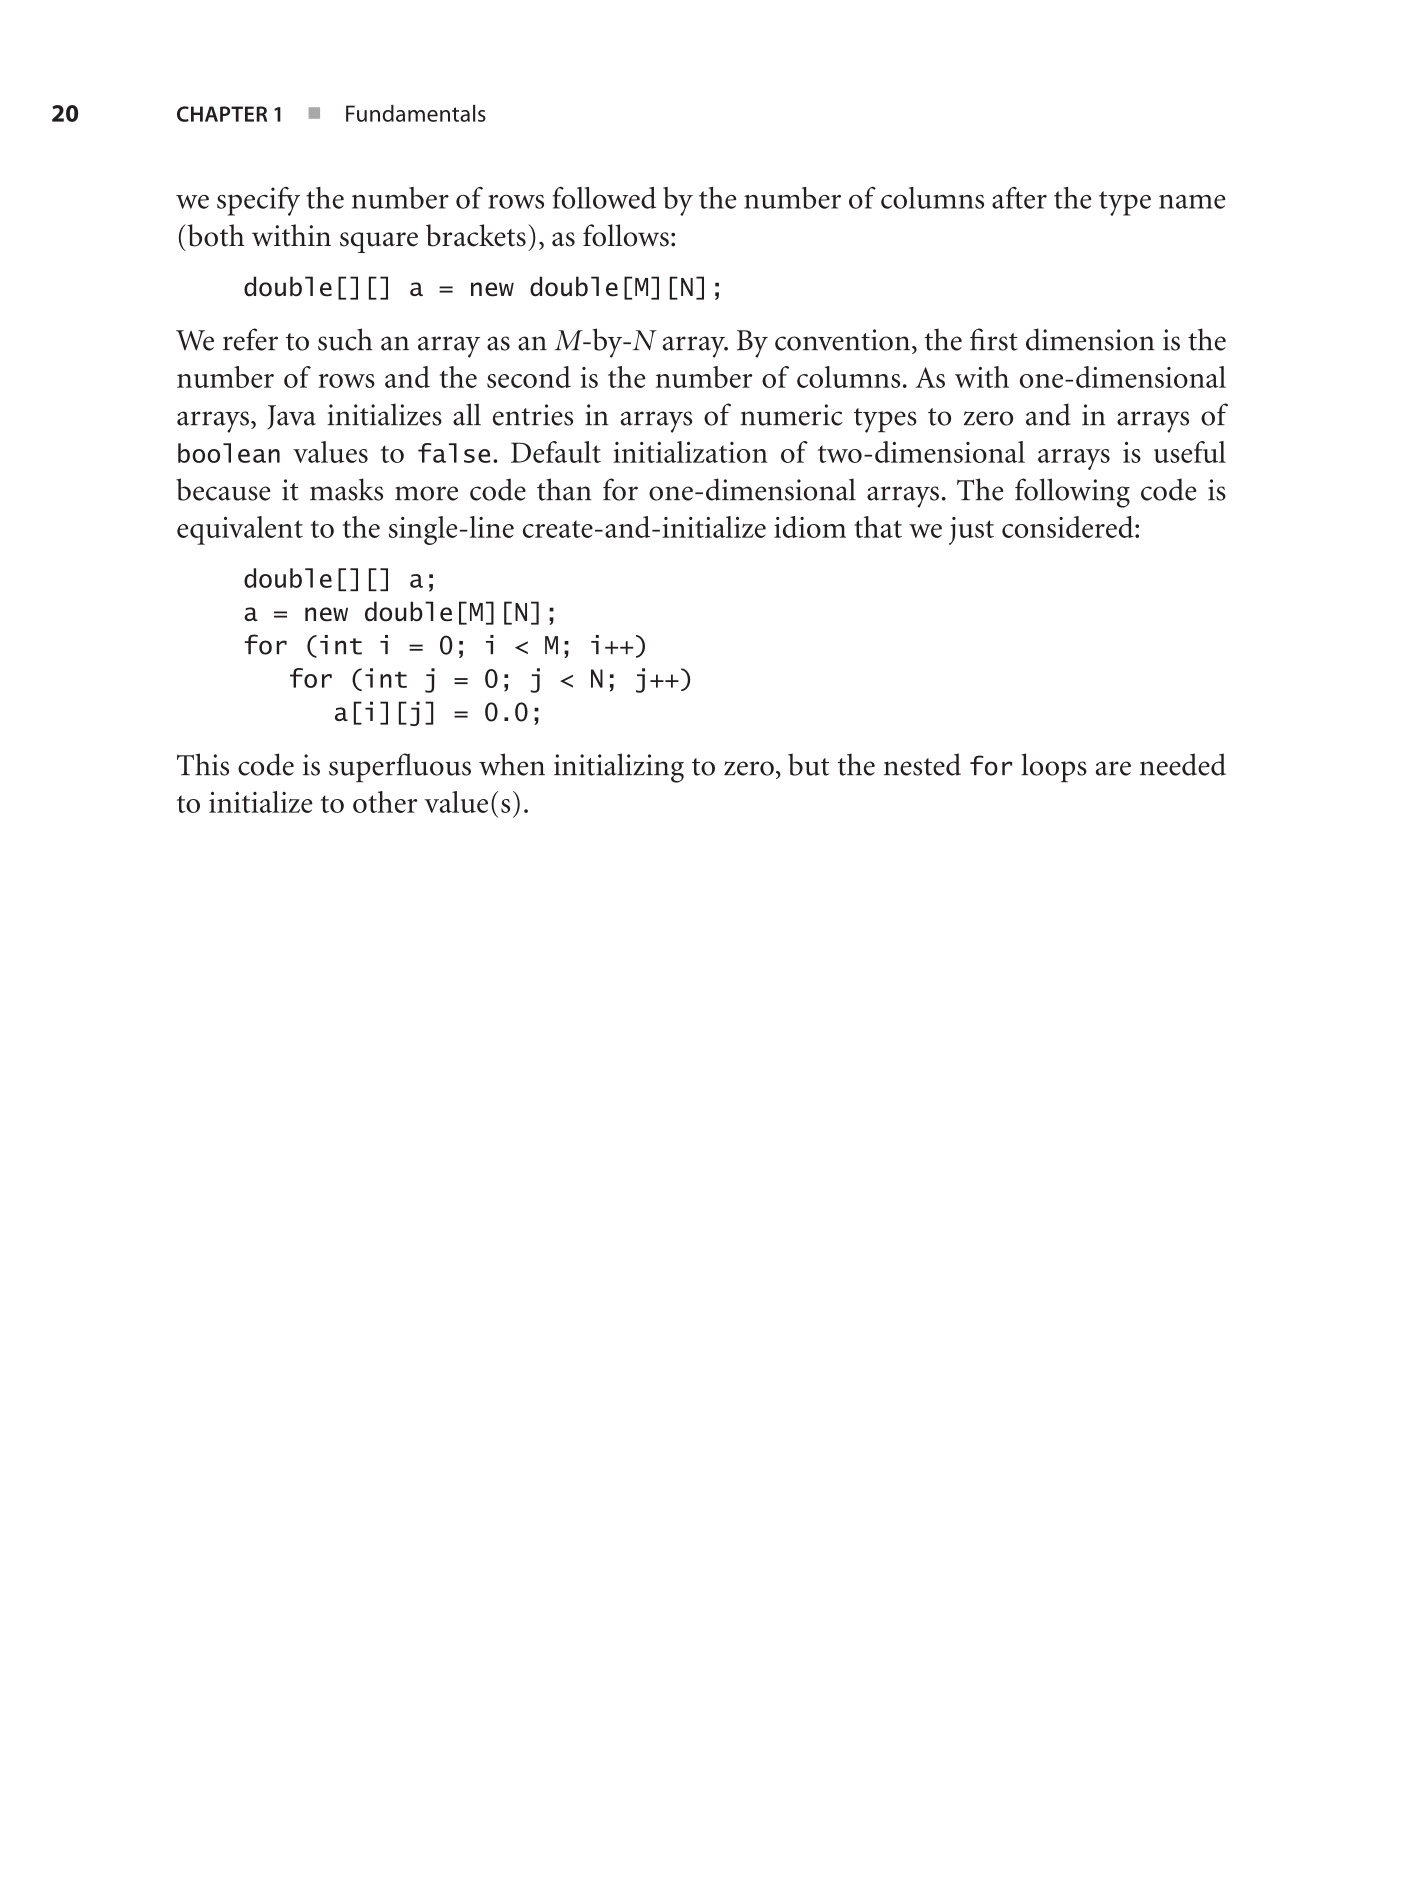 20 CHAPTER 1 ■ Fundamentals
we specify the number of rows followed by the number of columns after the type name
(both within square brackets), as follows:
double[][] a = new double[M][N];
We refer to such an array as an M-by-N array. By convention, the first dimension is the
number of rows and the second is the number of columns. As with one-dimensional
arrays, Java initializes all entries in arrays of numeric types to zero and in arrays of
boolean values to false. Default initialization of two-dimensional arrays is useful
because it masks more code than for one-dimensional arrays. The following code is
equivalent to the single-line create-and-initialize idiom that we just considered:
double[][] a;
a = new double[M][N];
for (int i = 0; i < M; i++)
   for (int j = 0; j < N; j++)
      a[i][j] = 0.0;
This code is superfluous when initializing to zero, but the nested for loops are needed
to initialize to other value(s).